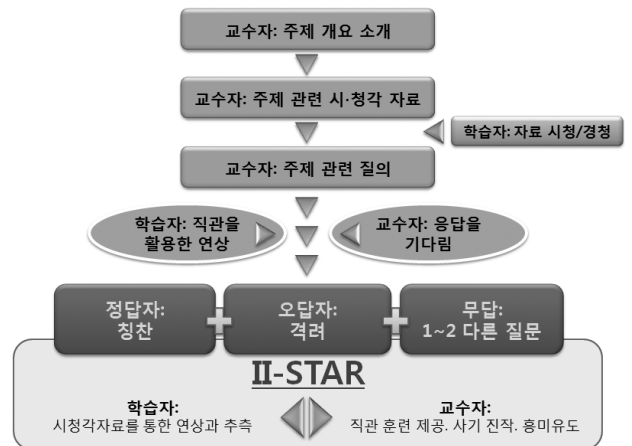 교수자: 주제 개요 소개
교수자: 주제 관련 시·청각 자료
학습자: 자료 시청/경청
교수자: 주제 관련 질의
학습자: 직관을
활용한 연상
교수자: 응답을
기다림
정답자:
칭찬
오답자:
격려
무답:
1~2 다른 질문
II-STAR
학습자:
시청각자료를 통한 연상과 추측
교수자:
직관 훈련 제공. 사기 진작. 흥미유도